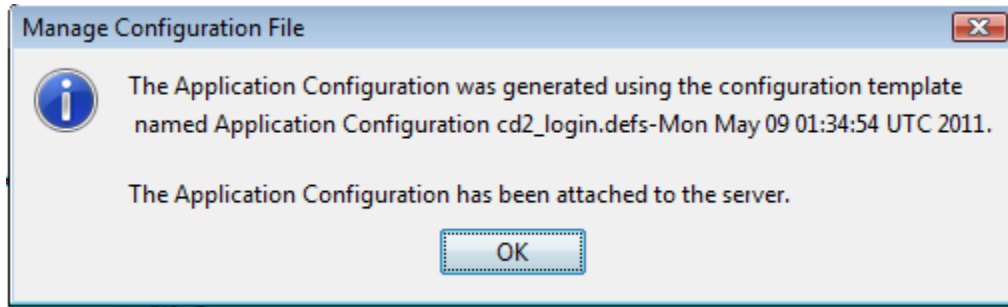 Manage Configuration File
The Application Configuration was generated using the configuration template
named Application Configuration cd2_login.defs-Mon May 09 01:34:54 UTC 2011.
The Application Configuration has been attached to the server.
OK